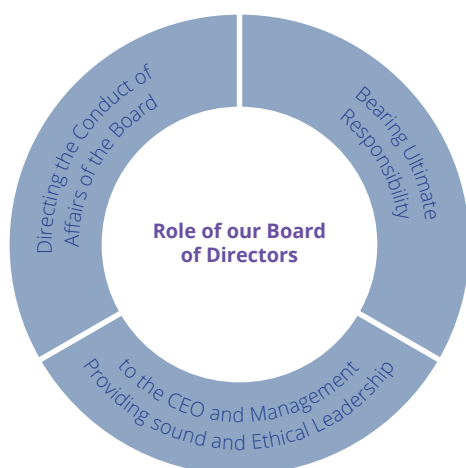 Directing the Conduct of
Affairs of the Board
Bearing Ultimate
Responsibility
Role of our Board
of Directors
to the CEO and Management
Providing sound and Ethical Leadership